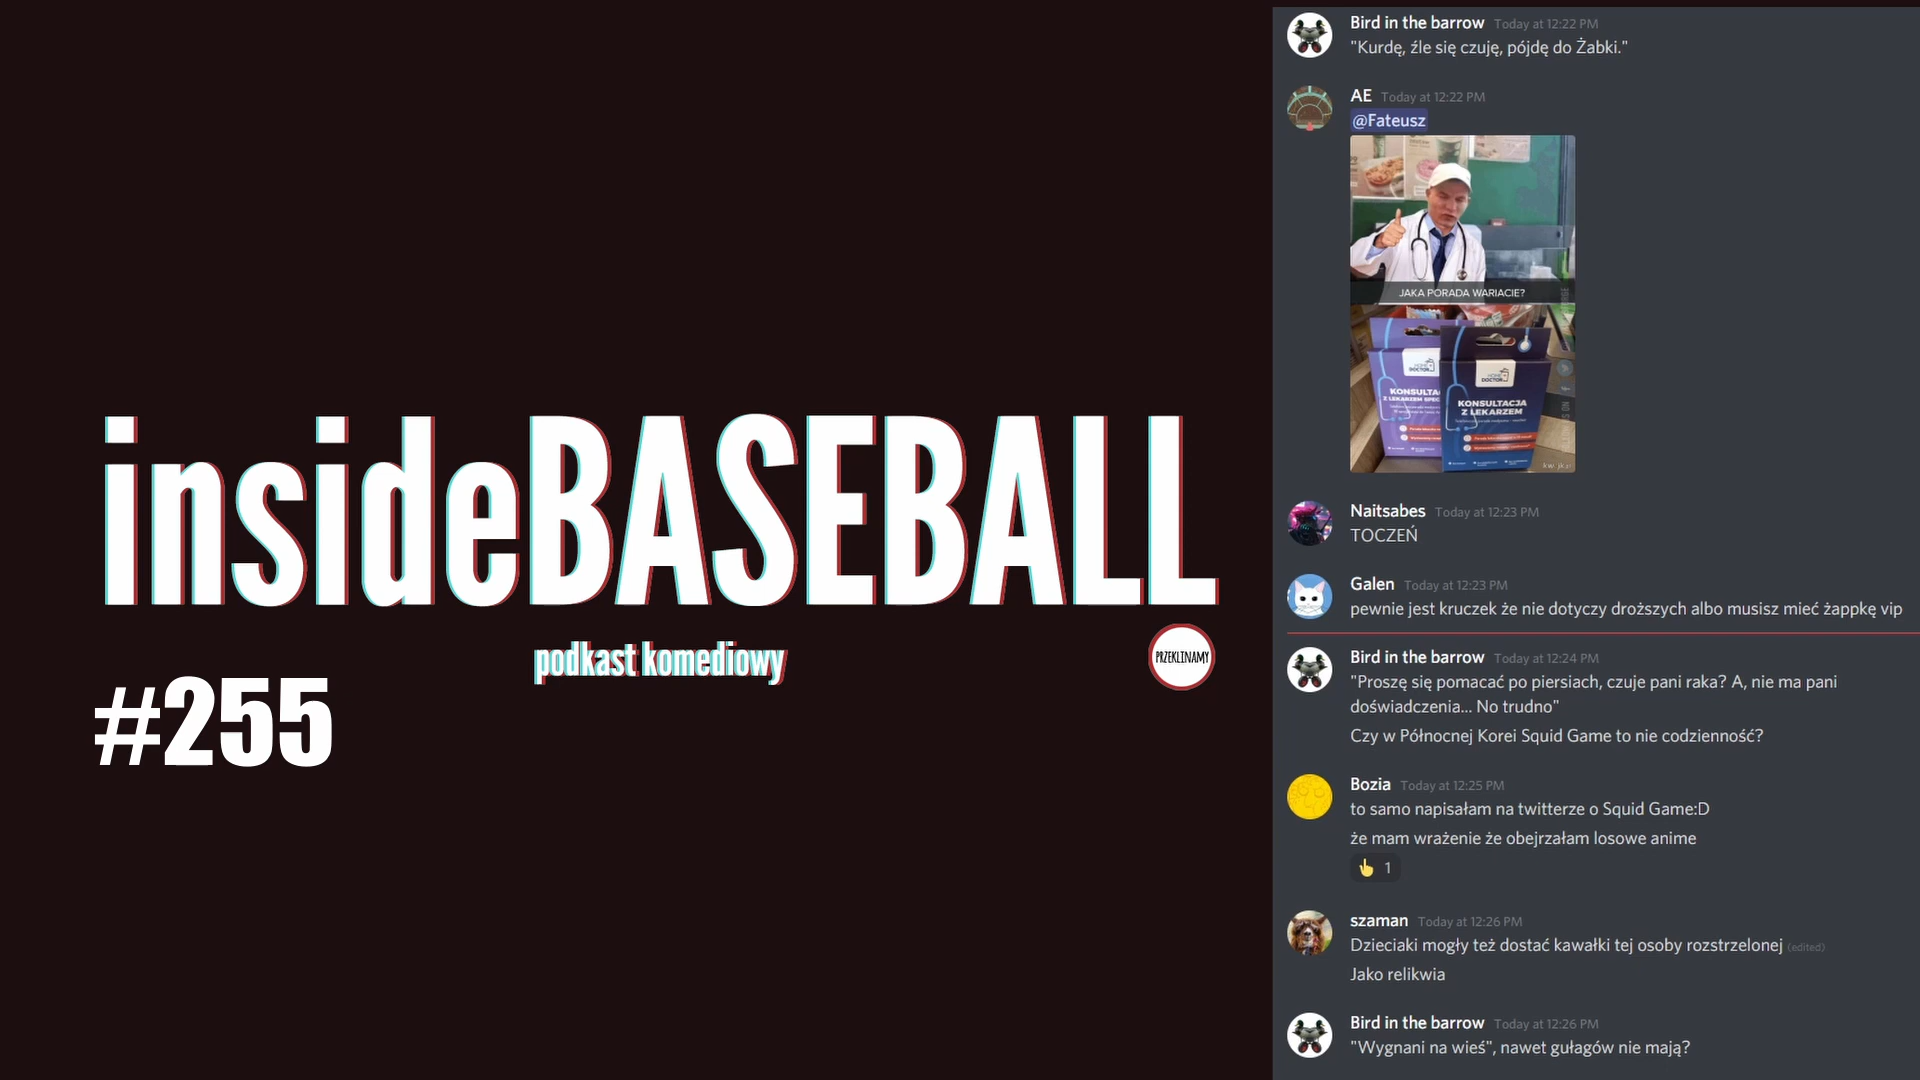 insideBASEBALL
podkast komediowy
PRZEKLINAMY
#255
Bird in the barrow Today at 12:22 PM
"Kurdę, źle się czuję, pójdę do Żabki."
AE Today at 12:22 PM
@Fateusz
JAKA PORADA WARIACIE?
HOME DOCTOR
KONSULTA
Z LEKARZEM SPEC
HOME DOCTOR
KONSULTACJA
Z LEKARZEM
Naitsabes Today at 12:23 PM
TOCZEŃ
Galen Today at 12:23 PM
pewnie jest kruczek że nie dotyczy droższych albo musisz mieć żappkę vip
Bird in the barrow Today at 12:24 PM
"Proszę się pomacać po piersiach, czuje pani raka? A, nie ma pani
doświadczenia... No trudno"
Czy w Północnej Korei Squid Game to nie codzienność?
Bozia Today at 12:25 PM
to samo napisałam na twitterze o Squid Game:D
że mam wrażenie że obejrzałam losowe anime
1
szaman Today at 12:26 PM
Dzieciaki mogły też dostać kawałki tej osoby rozstrzelonej (edited)
Jako relikwia
Bird in the barrow Today at 12:26 PM
"Wygnani na wieś", nawet gułagów nie mają?